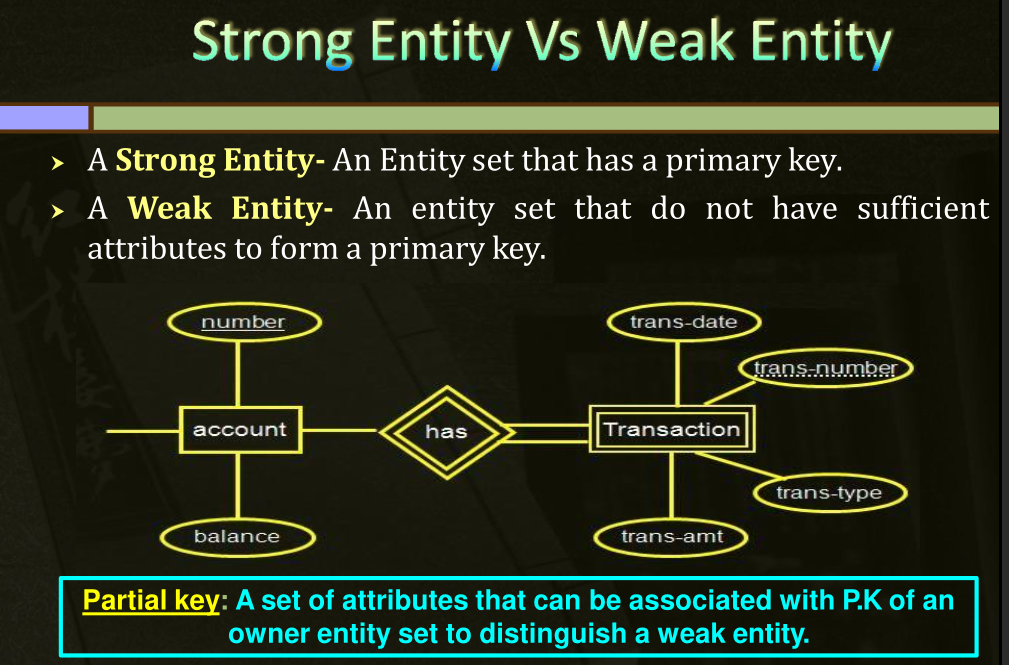 Strong Entity Vs Weak Entity
A Strong Entity- An Entity set that has a primary key.
A Weak Entity- An entity set that do not have sufficient
attributes to form a primary key.
number
trans-date
trans-number
account
has
Transaction
trans-type
balance
trans-amt
Partial key: A set of attributes that can be associated with P.K of an
owner entity set to distinguish a weak entity.